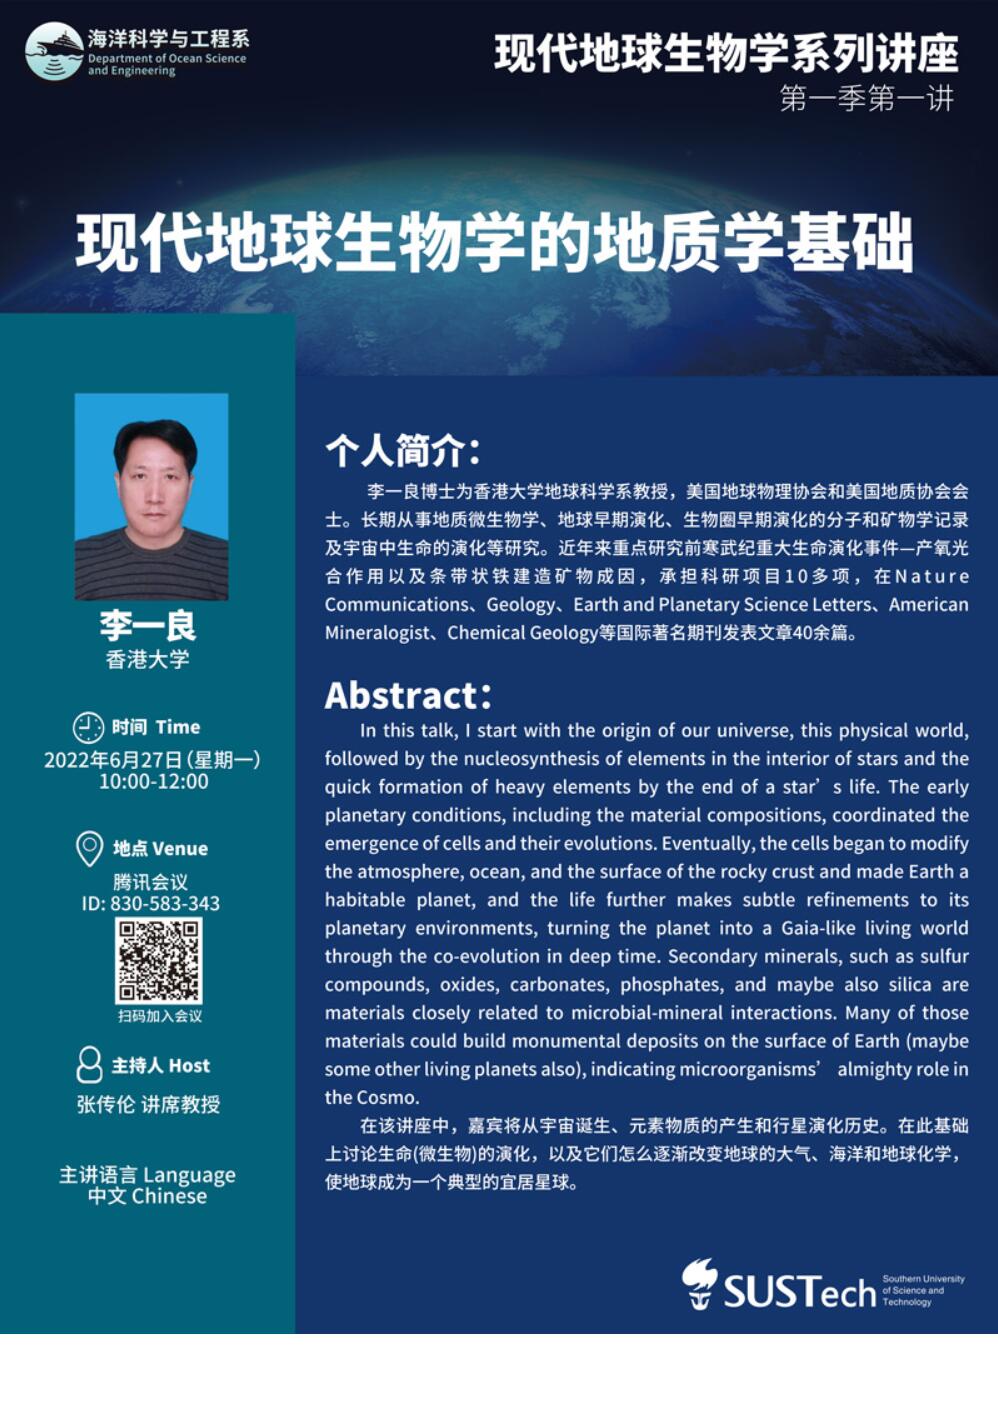 海洋科学与工程系
Department of Ocean Science
and Engineering
现代地球生物学系列讲座
第一季第一讲
现代地球生物学的地质学基础
李一良
香港大学
时间 Time
2022年6月27日（星期一）
10:00-12:00
地点 Venue
腾讯会议
ID: 830-583-343
扫码加入会议
主持人 Host
张传伦 讲席教授
主讲语言 Language
中文 Chinese
个人简介：
李一良博士为香港大学地球科学系教授，美国地球物理协会和美国地质协会会
士。长期从事地质微生物学、地球早期演化、生物圈早期演化的分子和矿物学记录
及宇宙中生命的演化等研究。近年来重点研究前寒武纪重大生命演化事件—产氧光
合作用以及条带状铁建造矿物成因，承担科研项目10多项，在Nature
Communications、Geology、Earth and Planetary Science Letters、American
Mineralogist、Chemical Geology等国际著名期刊发表文章40余篇。
Abstract：
In this talk, I start with the origin of our universe, this physical world,
followed by the nucleosynthesis of elements in the interior of stars and the
quick formation of heavy elements by the end of a star’s life. The early
planetary conditions, including the material compositions, coordinated the
emergence of cells and their evolutions. Eventually, the cells began to modify
the atmosphere, ocean, and the surface of the rocky crust and made Earth a
habitable planet, and the life further makes subtle refinements to its
planetary environments, turning the planet into a Gaia-like living world
through the co-evolution in deep time. Secondary minerals, such as sulfur
compounds, oxides, carbonates, phosphates, and maybe also silica are
materials closely related to microbial-mineral interactions. Many of those
materials could build monumental deposits on the surface of Earth (maybe
some other living planets also), indicating microorganisms’ almighty role in
the Cosmo.
在该讲座中，嘉宾将从宇宙诞生、元素物质的产生和行星演化历史。在此基础
上讨论生命(微生物)的演化，以及它们怎么逐渐改变地球的大气、海洋和地球化学，
使地球成为一个典型的宜居星球。
SUSTech
Southern University
of Science and
Technology